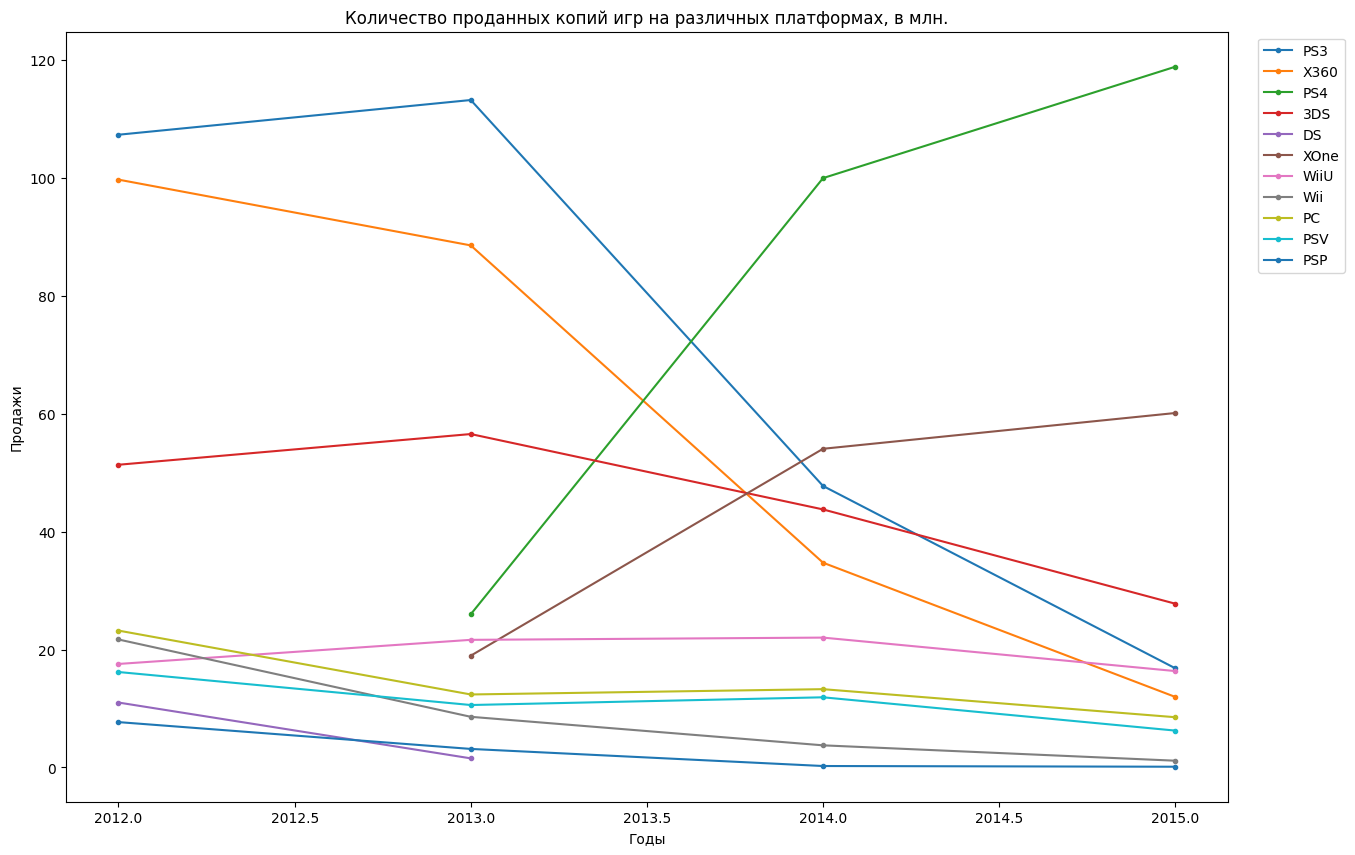 Количество проданных копий игр на различных платформах, в млн.
120
100
80
60
40
20
0
Продажи
2012.0 2012.5 2013.0 2013.5 2014.0 2014.5 2015.0
Годы
PS3
X360
PS4
3DS
DS
XOne
WiiU
Wii
PC
PSV
PSP